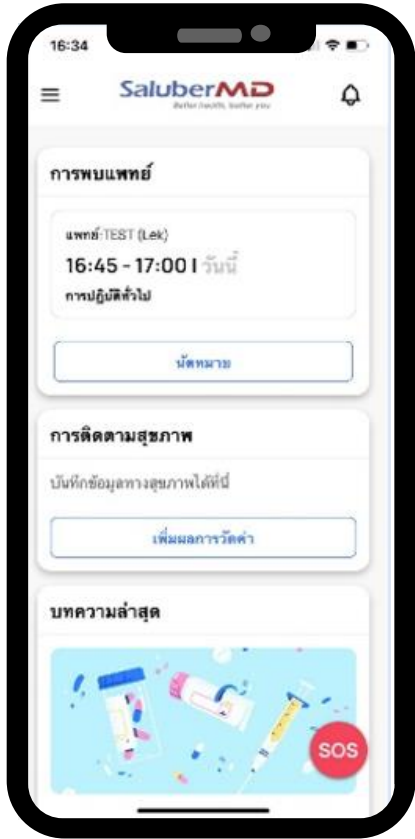 16:34
SaluberMD
Better health, better you
การพบแพทย์
แพทย์:TEST (Lek)
16:45 - 17:00 | วันนี้
การปฏิบัติทั่วไป
นัดหมาย
การติดตามสุขภาพ
บันทึกข้อมูลทางสุขภาพได้ที่นี่
เพิ่มผลการวัดค่า
บทความล่าสุด
SOS